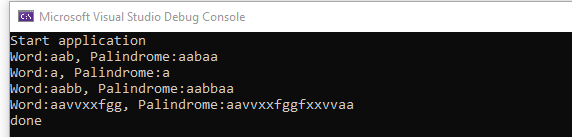 Microsoft Visual Studio Debug Console
Start application
Word:aab, Palindrome:aabaa
Word:a, Palindrome:a
Word:aabb, Palindrome:aabbaa
Word:aavvxxfgg, Palindrome:aavvxxfggfxxvvaa
done